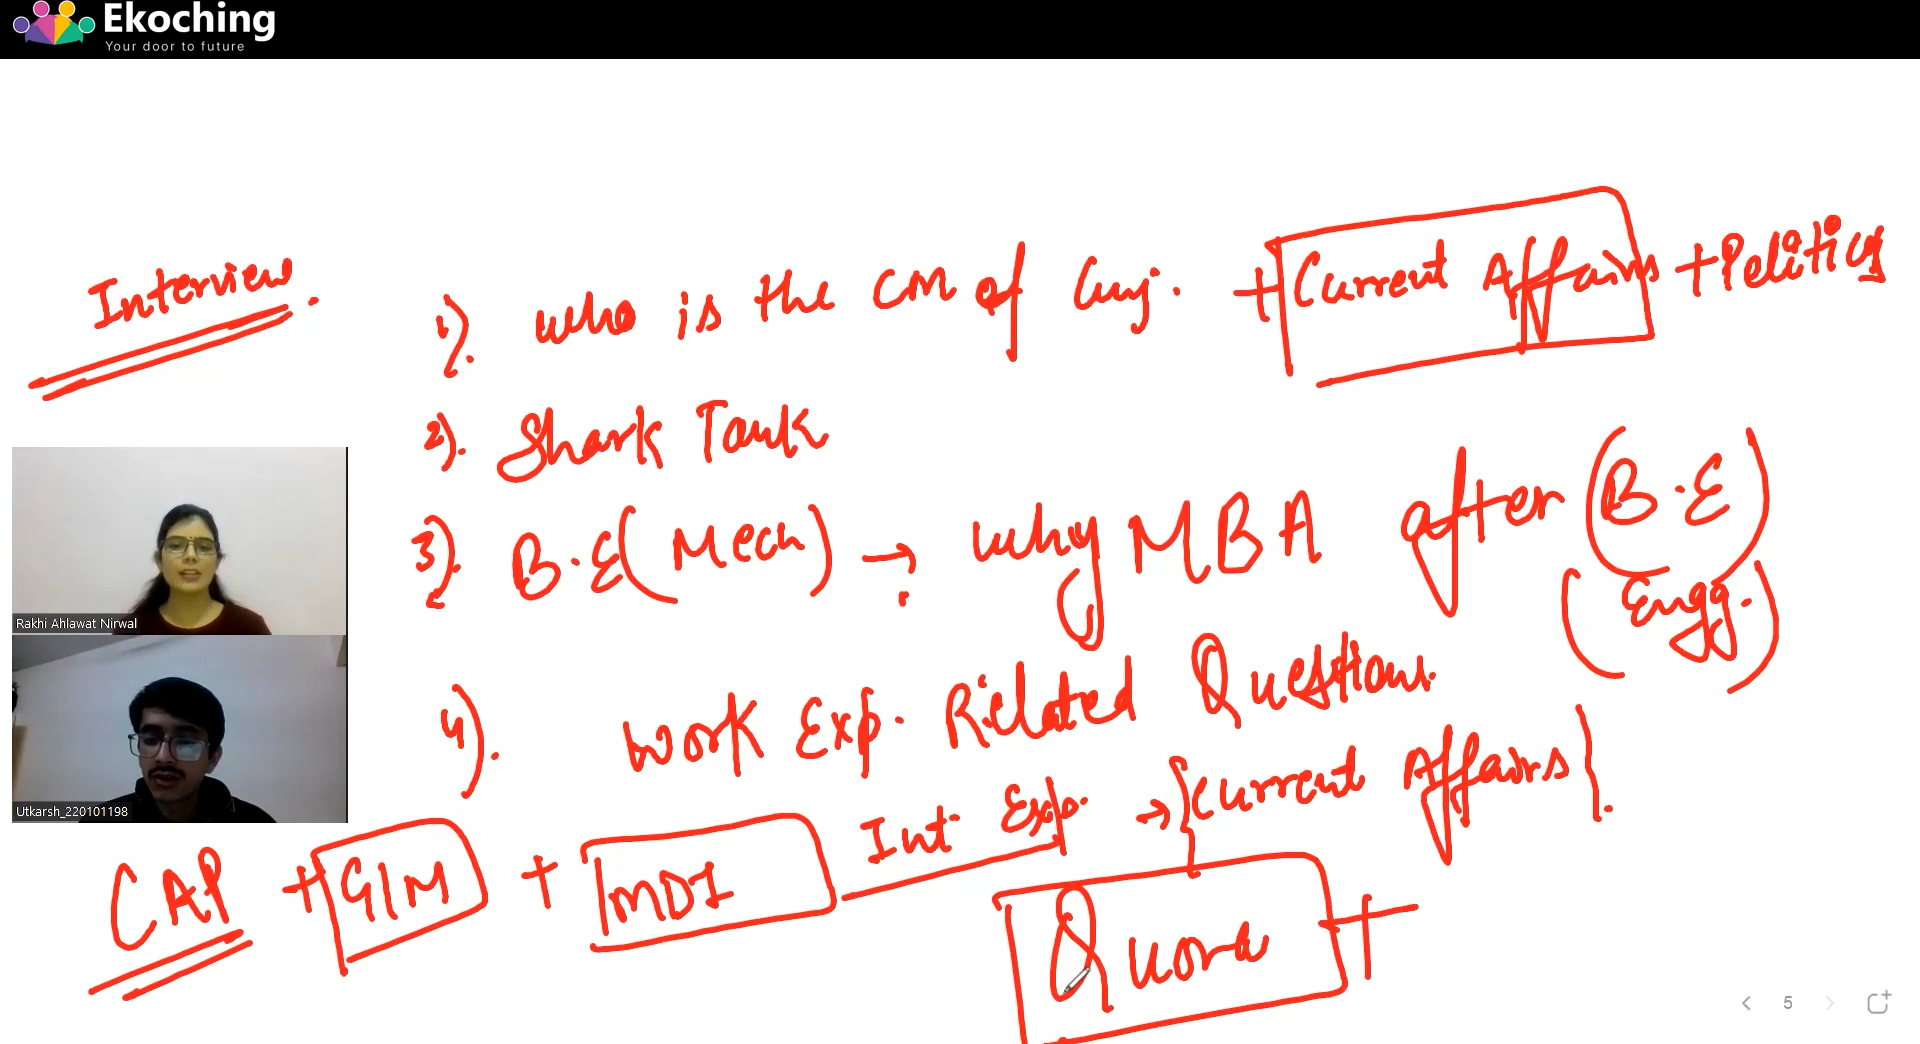 Ekoching
Your door to future
Interview.
1). who is the CM of Guj. + Current Affairs + Politics
2). Shark Tank
3). B.E (Mech) → why MBA after (B.E)
(Engg.)
4). Work Exp. Related Questions.
CAP + GIM + MDI Int. Exp. → {Current Affairs}.
Quora +
Rakhi Ahlawat Nirwal
Utkarsh_220101198
5